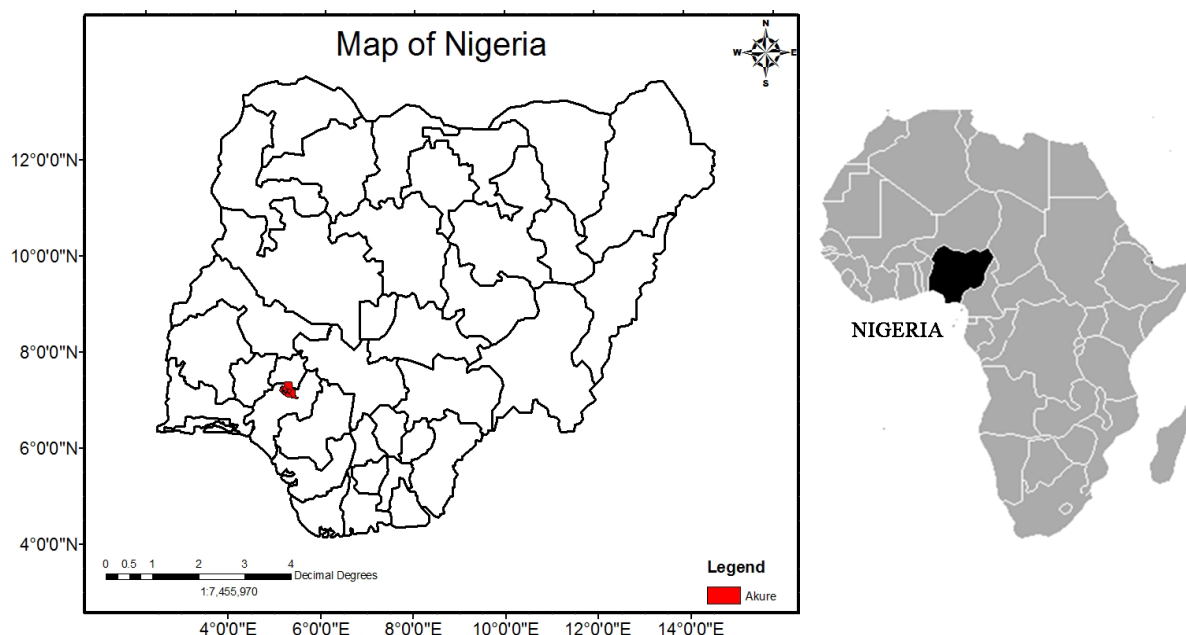 Map of Nigeria
N
W E
S
12°0'0"N
10°0'0"N
8°0'0"N
6°0'0"N
4°0'0"N
0 0.5 1 2 3 4
Decimal Degrees
1:7,455,970
Legend
Akure
4°0'0"E 6°0'0"E 8°0'0"E 10°0'0"E 12°0'0"E 14°0'0"E
NIGERIA